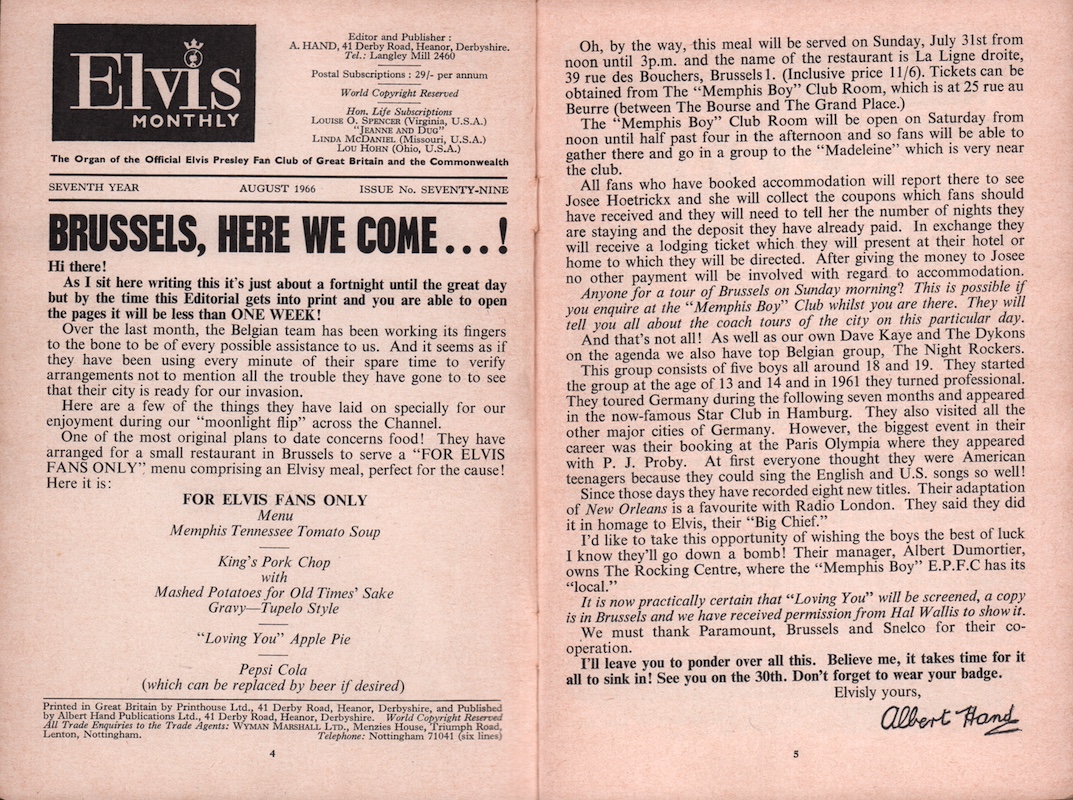 Elvis
MONTHLY
Editor and Publisher :
A. HAND, 41 Derby Road, Heanor, Derbyshire.
Tel.: Langley Mill 2460
Postal Subscriptions : 29/- per annum
World Copyright Reserved
Hon. Life Subscriptions
LOUISE O. SPENCER (Virginia, U.S.A.)
"JEANNE AND DUG"
LINDA MCDANIEL (Missouri, U.S.A.)
LOU HOHN (Ohio, U.S.A.)
The Organ of the Official Elvis Presley Fan Club of Great Britain and the Commonwealth
SEVENTH YEAR AUGUST 1966 ISSUE No. SEVENTY-NINE
BRUSSELS, HERE WE COME...!
Hi there!
As I sit here writing this it's just about a fortnight until the great day
but by the time this Editorial gets into print and you are able to open
the pages it will be less than ONE WEEK!
Over the last month, the Belgian team has been working its fingers
to the bone to be of every possible assistance to us. And it seems as if
they have been using every minute of their spare time to verify
arrangements not to mention all the trouble they have gone to to see
that their city is ready for our invasion.
Here are a few of the things they have laid on specially for our
enjoyment during our "moonlight flip" across the Channel.
One of the most original plans to date concerns food! They have
arranged for a small restaurant in Brussels to serve a "FOR ELVIS
FANS ONLY" menu comprising an Elvisy meal, perfect for the cause!
Here it is:
FOR ELVIS FANS ONLY
Menu
Memphis Tennessee Tomato Soup
King's Pork Chop
with
Mashed Potatoes for Old Times' Sake
Gravy—Tupelo Style
"Loving You" Apple Pie
Pepsi Cola
(which can be replaced by beer if desired)
Printed in Great Britain by Printhouse Ltd., 41 Derby Road, Heanor, Derbyshire, and Published
by Albert Hand Publications Ltd., 41 Derby Road, Heanor, Derbyshire. World Copyright Reserved
All Trade Enquiries to the Trade Agents: WYMAN MARSHALL LTD., Menzies House, Triumph Road,
Lenton, Nottingham. Telephone: Nottingham 71041 (six lines)
4
Oh, by the way, this meal will be served on Sunday, July 31st from
noon until 3p.m. and the name of the restaurant is La Ligne droite,
39 rue des Bouchers, Brussels 1. (Inclusive price 11/6). Tickets can be
obtained from The "Memphis Boy" Club Room, which is at 25 rue au
Beurre (between The Bourse and The Grand Place.)
The "Memphis Boy" Club Room will be open on Saturday from
noon until half past four in the afternoon and so fans will be able to
gather there and go in a group to the "Madeleine" which is very near
the club.
All fans who have booked accommodation will report there to see
Josee Hoetrickx and she will collect the coupons which fans should
have received and they will need to tell her the number of nights they
are staying and the deposit they have already paid. In exchange they
will receive a lodging ticket which they will present at their hotel or
home to which they will be directed. After giving the money to Josee
no other payment will be involved with regard to accommodation.
Anyone for a tour of Brussels on Sunday morning? This is possible if
you enquire at the "Memphis Boy" Club whilst you are there. They will
tell you all about the coach tours of the city on this particular day.
And that's not all! As well as our own Dave Kaye and The Dykons
on the agenda we also have top Belgian group, The Night Rockers.
This group consists of five boys all around 18 and 19. They started
the group at the age of 13 and 14 and in 1961 they turned professional.
They toured Germany during the following seven months and appeared
in the now-famous Star Club in Hamburg. They also visited all the
other major cities of Germany. However, the biggest event in their
career was their booking at the Paris Olympia where they appeared
with P. J. Proby. At first everyone thought they were American
teenagers because they could sing the English and U.S. songs so well!
Since those days they have recorded eight new titles. Their adaptation
of New Orleans is a favourite with Radio London. They said they did
it in homage to Elvis, their "Big Chief."
I'd like to take this opportunity of wishing the boys the best of luck
I know they'll go down a bomb! Their manager, Albert Dumortier,
owns The Rocking Centre, where the "Memphis Boy" E.P.F.C has its
"local."
It is now practically certain that "Loving You" will be screened, a copy
is in Brussels and we have received permission from Hal Wallis to show it.
We must thank Paramount, Brussels and Snelco for their co-
operation.
I'll leave you to ponder over all this. Believe me, it takes time for it
all to sink in! See you on the 30th. Don't forget to wear your badge.
Elvisly yours,
Albert Hand
5